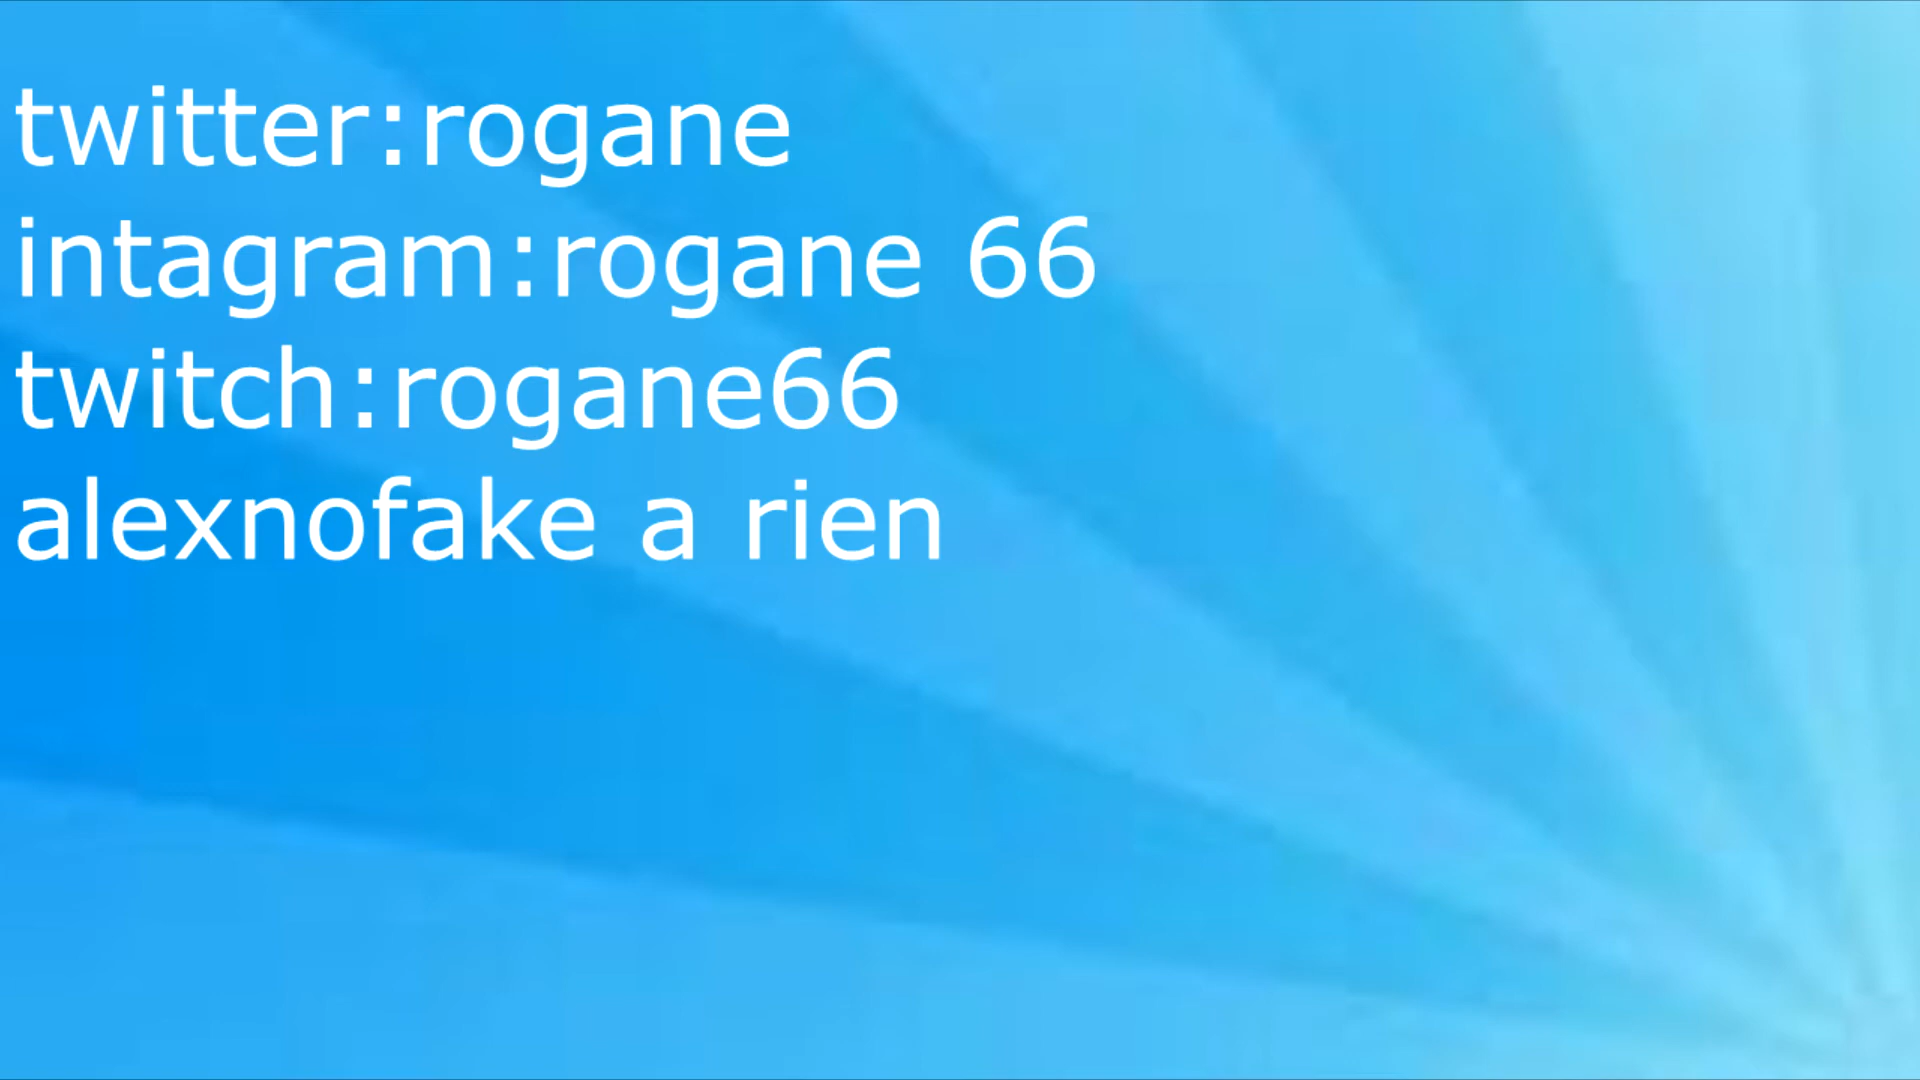 twitter:rogane
intagram:rogane 66
twitch:rogane66
alexnofake a rien